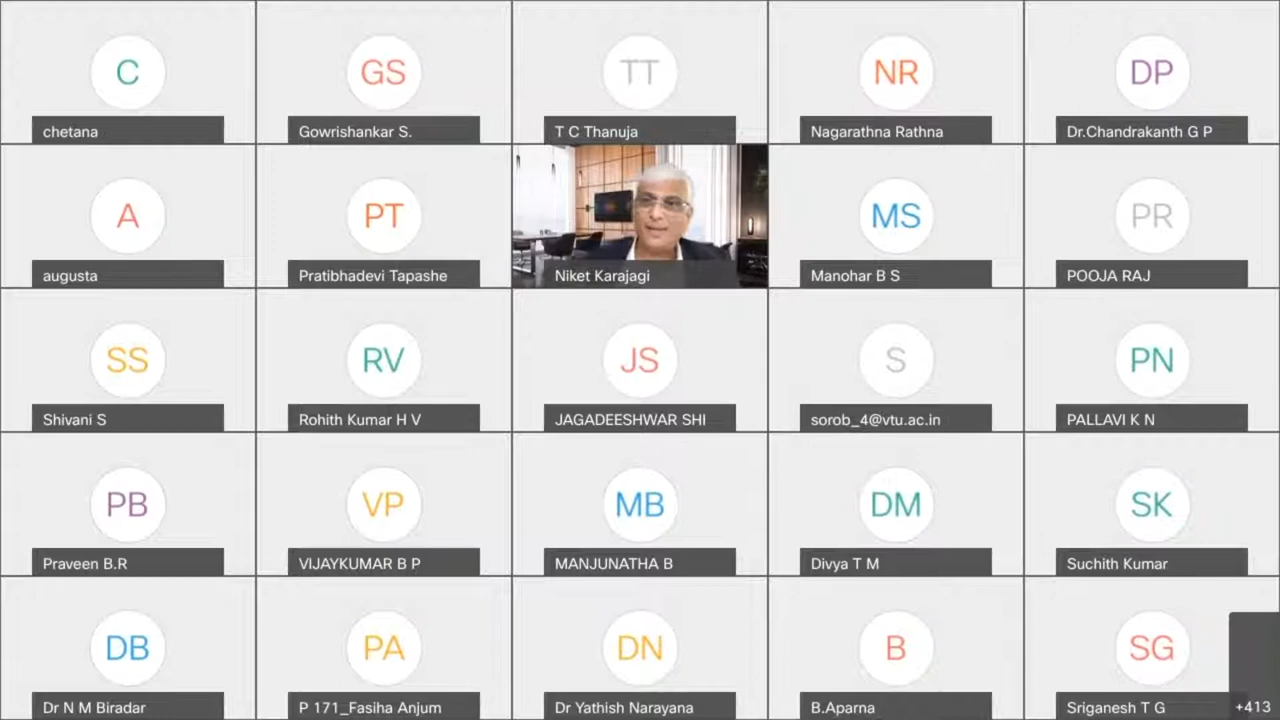 C
GS
TT
NR
DP
chetana
Gowrishankar S.
T C Thanuja
Nagarathna Rathna
Dr.Chandrakanth G P
A
PT
MS
PR
augusta
Pratibhadevi Tapashe
Niket Karajagi
Manohar B S
POOJA RAJ
SS
RV
JS
S
PN
Shivani S
Rohith Kumar H V
JAGADEESHWAR SHI
sorob_4@vtu.ac.in
PALLAVI K N
PB
VP
MB
DM
SK
Praveen B.R
VIJAYKUMAR B P
MANJUNATHA B
Divya T M
Suchith Kumar
DB
PA
DN
B
SG
Dr N M Biradar
P 171_Fasiha Anjum
Dr Yathish Narayana
B.Aparna
Sriganesh T G
+413